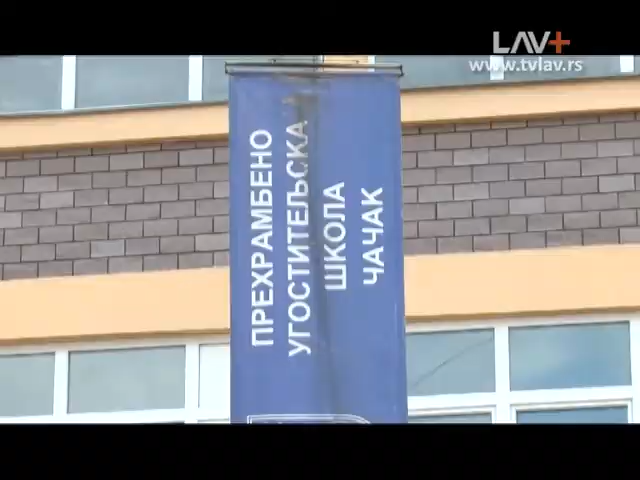 LAV+
www.tvlav.rs
ПРЕХРАМБЕНО
УГОСТИТЕЉСКА
ШКОЛА
ЧАЧАК